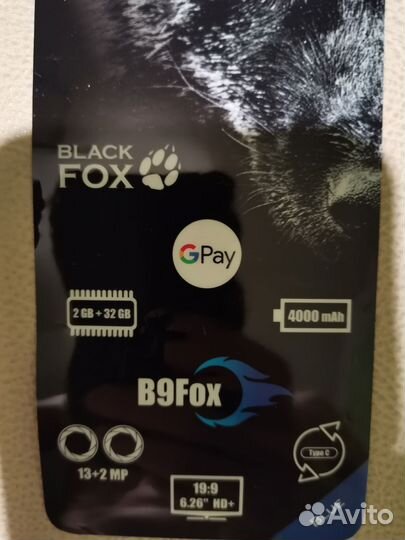 BLACK
FOX
GPay
2 GB + 32 GB
4000 mAh
B9Fox
13+2 MP
Type C
19:9
6.26" HD+
Avito